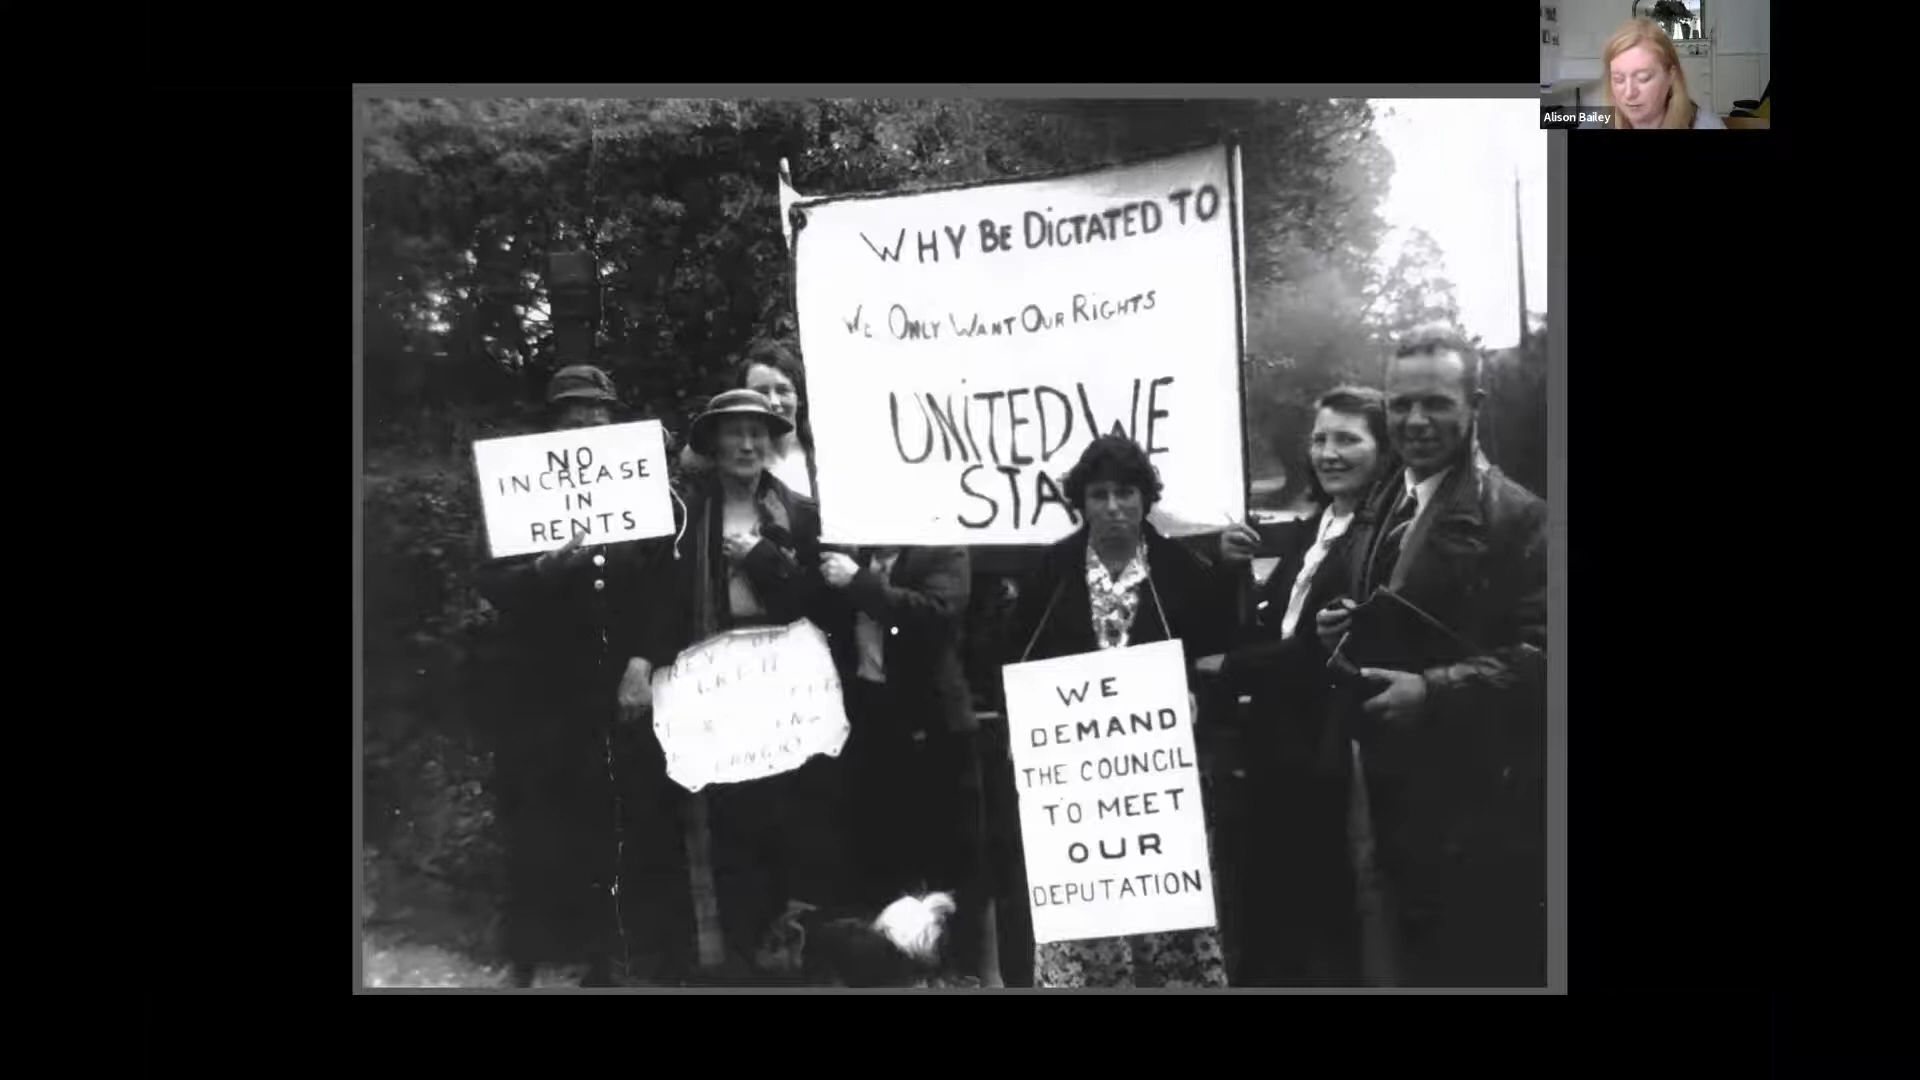 Alison Bailey
WHY BE DICTATED TO
WE ONLY WANT OUR RIGHTS
UNITED WE
STA
NO
INCREASE
IN
RENTS
WE
DEMAND
THE COUNCIL
TO MEET
OUR
DEPUTATION